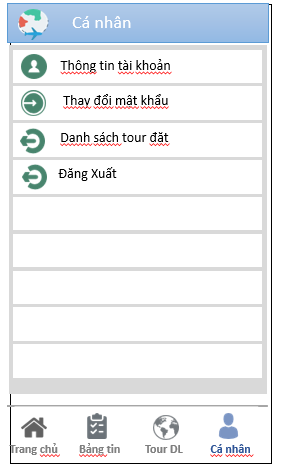 Cá nhân
Thông tin tài khoản
Thay đổi mật khẩu
Danh sách tour đặt
Đăng Xuất
Trang chủ Bảng tin Tour DL Cá nhân